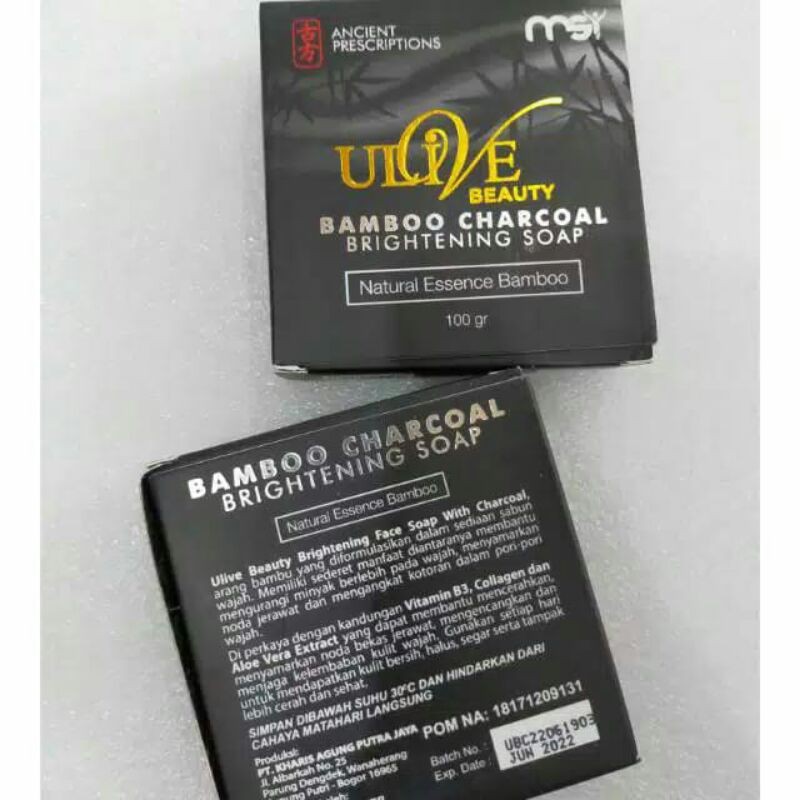 古方
ANCIENT
PRESCRIPTIONS
msi
ULIVE
BEAUTY
BAMBOO CHARCOAL
BRIGHTENING SOAP
Natural Essence Bamboo
100 gr
BAMBOO CHARCOAL
BRIGHTENING SOAP
Natural Essence Bamboo
Ulive Beauty Brightening Face Soap With Charcoal,
arang bambu yang diformulasikan dalam sediaan sabun
wajah. Memiliki sederet manfaat diantaranya membantu
mengurangi minyak berlebih pada wajah, menyamarkan
noda jerawat dan mengangkat kotoran dalam pori-pori
wajah.
Di perkaya dengan kandungan Vitamin B3, Collagen dan
Aloe Vera Extract yang dapat membantu mencerahkan,
menyamarkan noda bekas jerawat, mengencangkan dan
menjaga kelembaban kulit wajah. Gunakan setiap hari
untuk mendapatkan kulit bersih, halus, segar serta tampak
lebih cerah dan sehat.
SIMPAN DIBAWAH SUHU 30°C DAN HINDARKAN DARI
CAHAYA MATAHARI LANGSUNG
Produksi:
PT. KHARIS AGUNG PUTRA JAYA
Jl. Albarkah No. 25
Parung Dengdek, Wanaherang
Putri - Bogor 16965
POM NA: 18171209131
Batch No. : UBC22061903
Exp. Date : JUN 2022